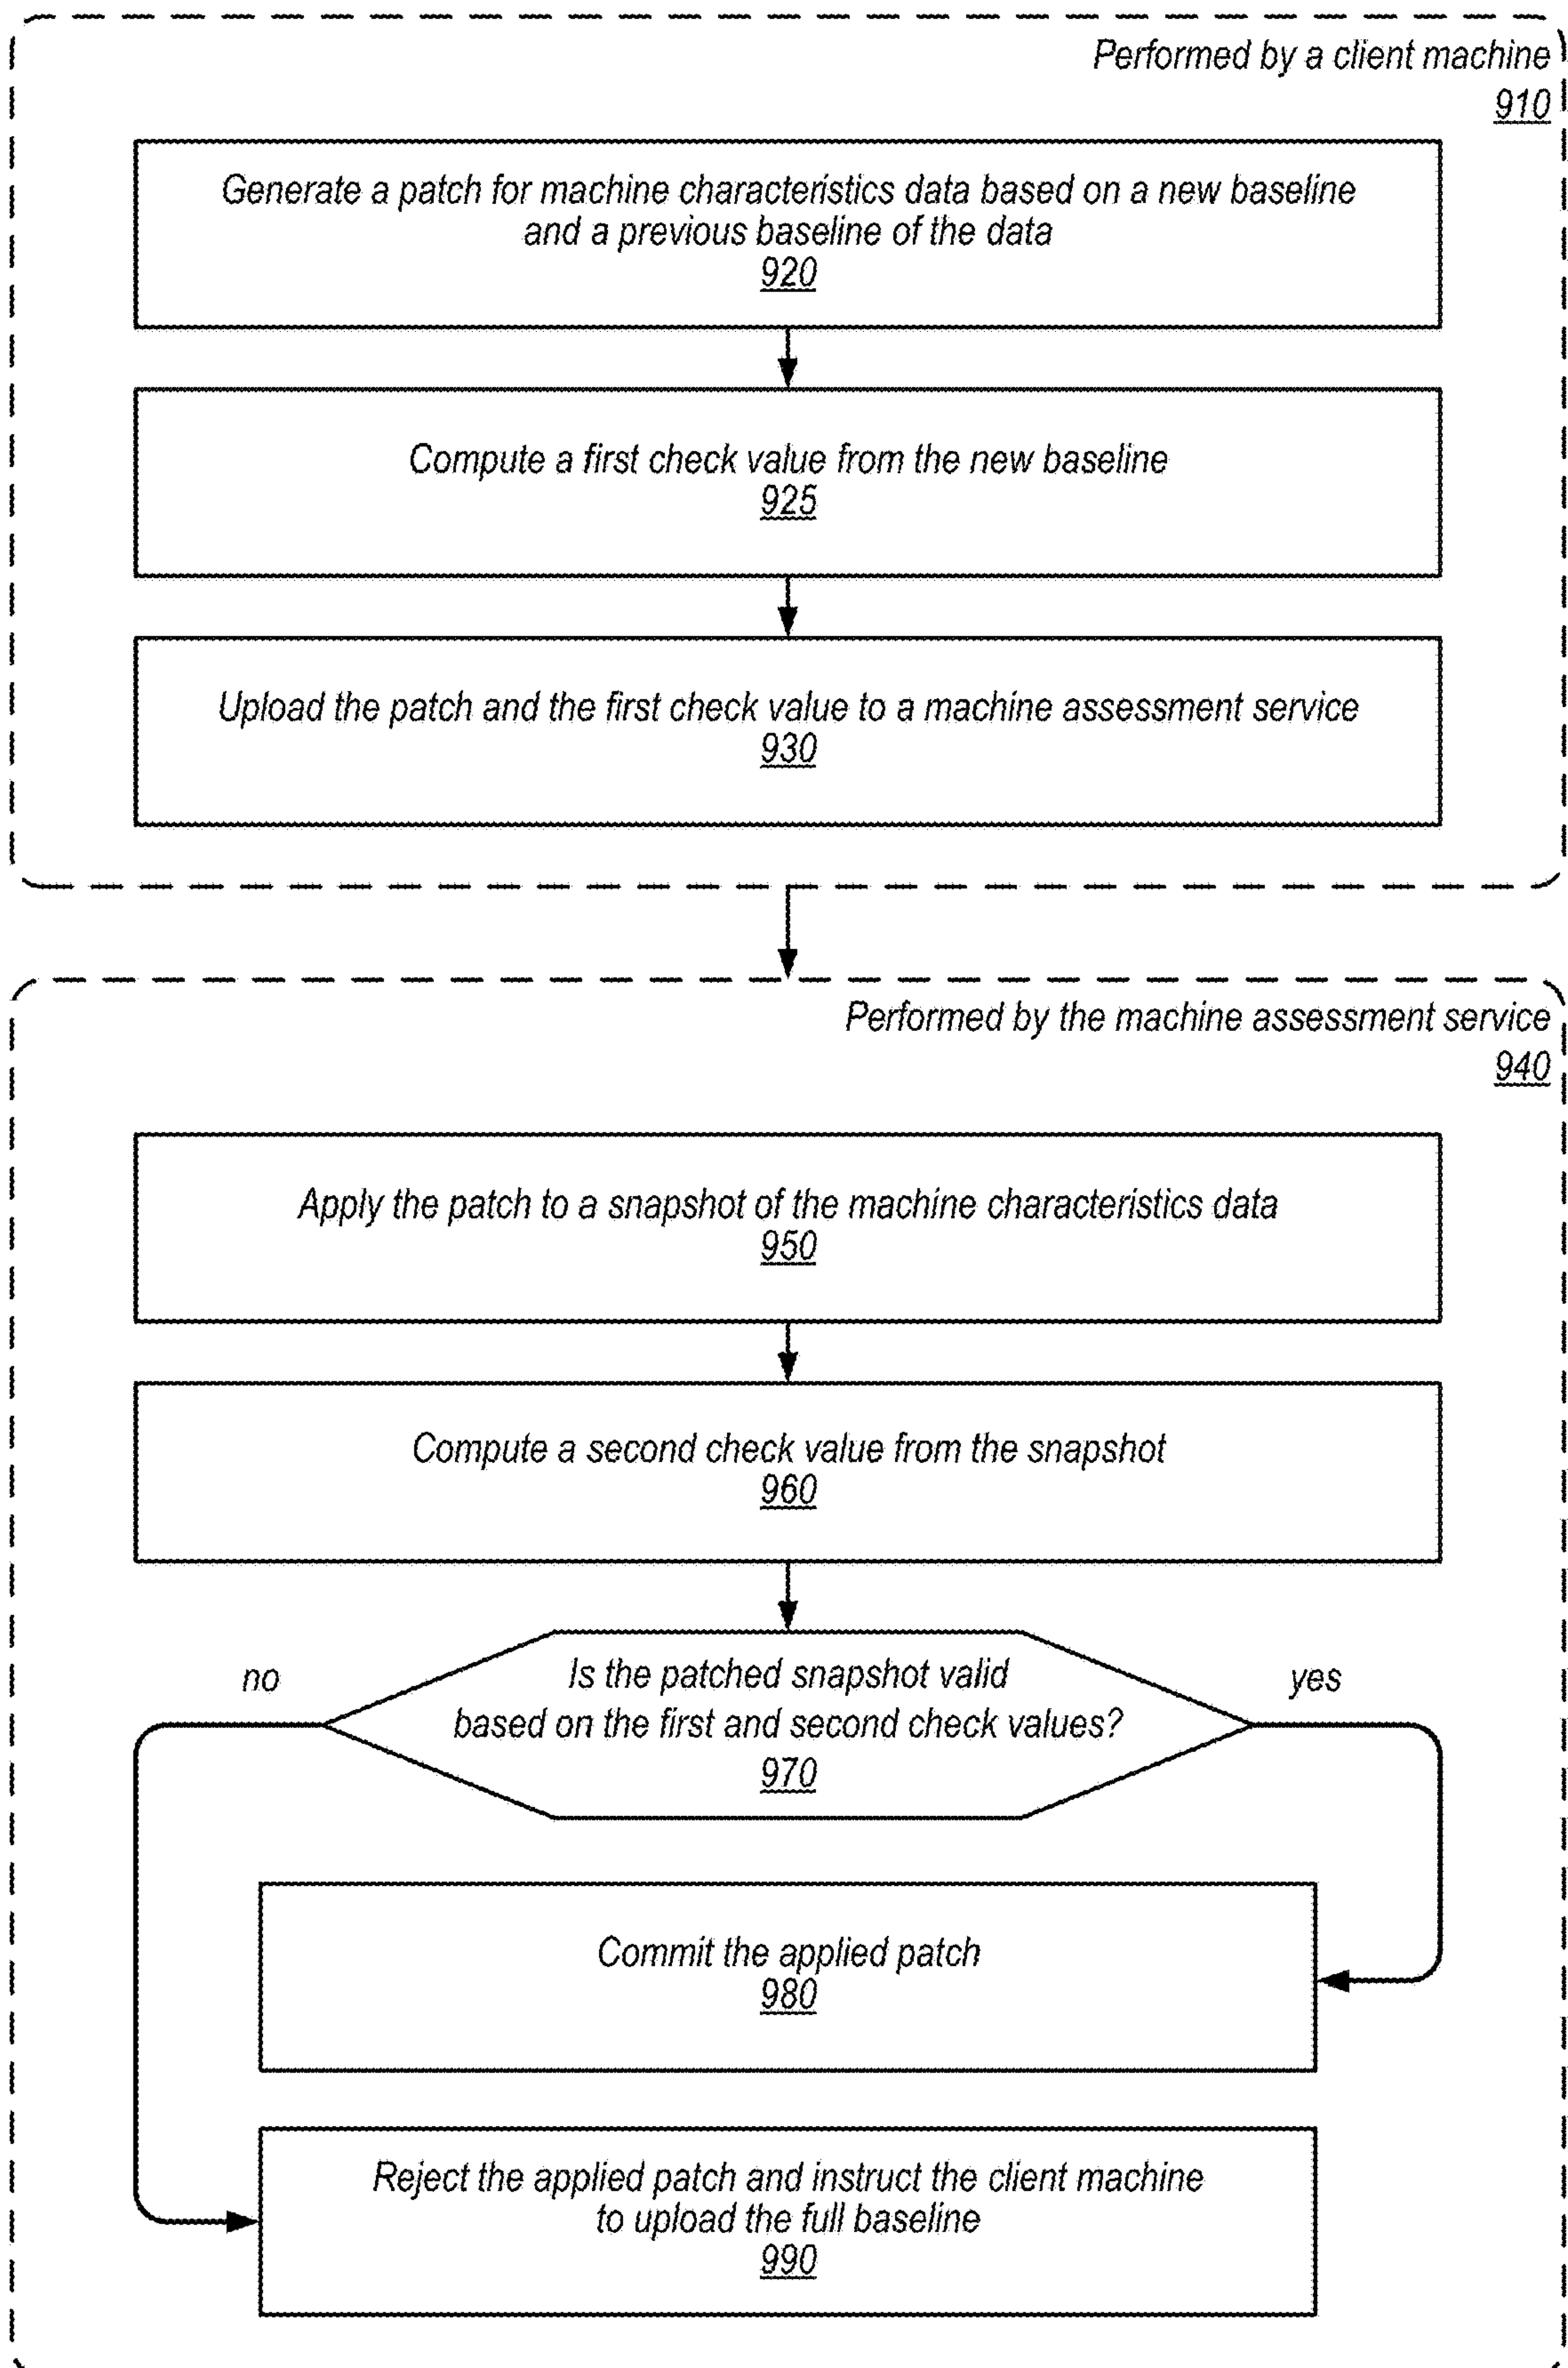 Performed by a client machine
910
Generate a patch for machine characteristics data based on a new baseline
and a previous baseline of the data
920
Compute a first check value from the new baseline
925
Upload the patch and the first check value to a machine assessment service
930
Performed by the machine assessment service
940
Apply the patch to a snapshot of the machine characteristics data
950
Compute a second check value from the snapshot
960
no
Is the patched snapshot valid
yes
based on the first and second check values?
970
Commit the applied patch
980
Reject the applied patch and instruct the client machine
to upload the full baseline
990